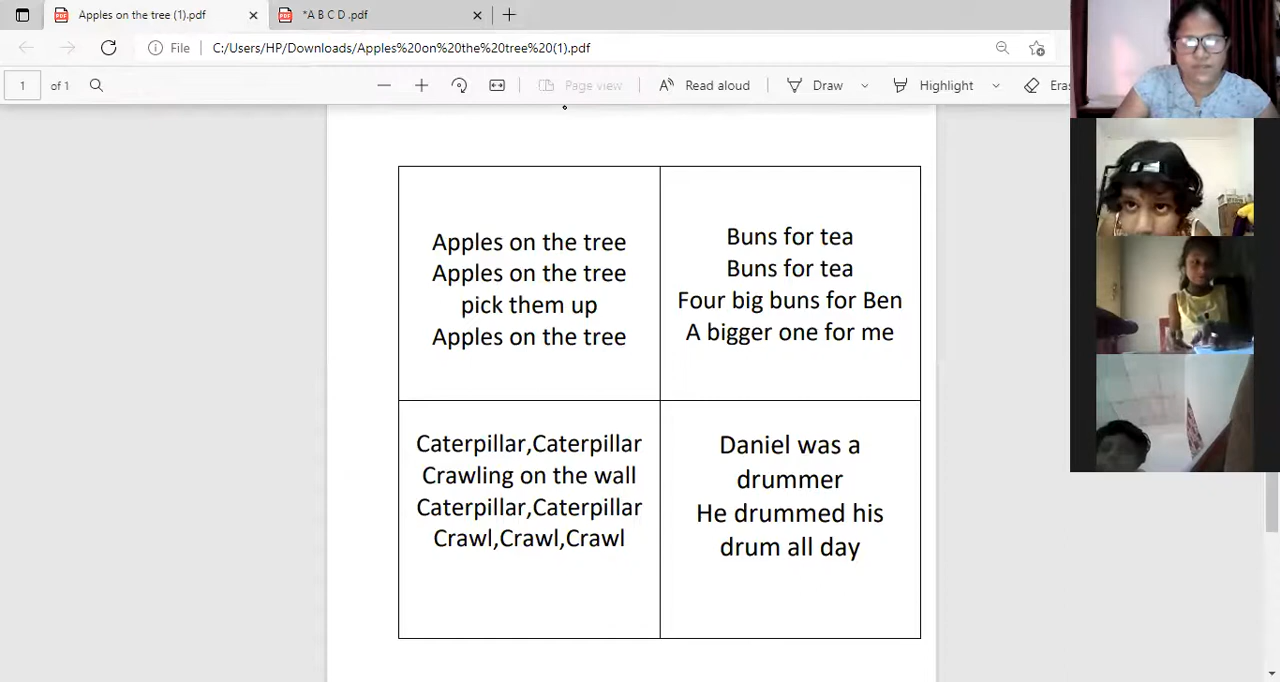 Apples on the tree (1).pdf
*A B C D .pdf
File
C:/Users/HP/Downloads/Apples%20on%20the%20tree%20(1).pdf
1 of 1
Page view
Read aloud
Draw
Highlight
Eras
Apples on the tree
Apples on the tree
pick them up
Apples on the tree
Buns for tea
Buns for tea
Four big buns for Ben
A bigger one for me
Caterpillar,Caterpillar
Crawling on the wall
Caterpillar,Caterpillar
Crawl,Crawl,Crawl
Daniel was a
drummer
He drummed his
drum all day